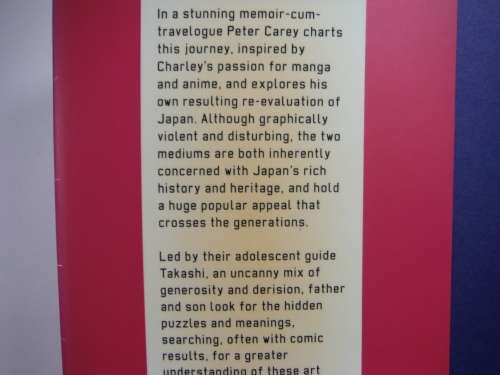 In a stunning memoir-cum-
travelogue Peter Carey charts
this journey, inspired by
Charley's passion for manga
and anime, and explores his
own resulting re-evaluation of
Japan. Although graphically
violent and disturbing, the two
mediums are both inherently
concerned with Japan's rich
history and heritage, and hold
a huge popular appeal that
crosses the generations.
Led by their adolescent guide
Takashi, an uncanny mix of
generosity and derision, father
and son look for the hidden
puzzles and meanings,
searching, often with comic
results, for a greater
understanding of these art